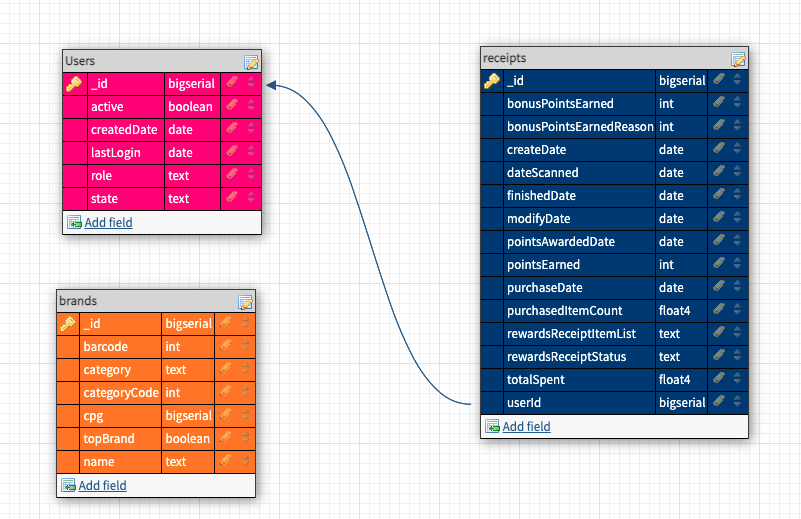 Users
_id bigserial
active boolean
createdDate date
lastLogin date
role text
state text
Add field
receipts
_id bigserial
bonusPointsEarned int
bonusPointsEarnedReason int
createDate date
dateScanned date
finishedDate date
modifyDate date
pointsAwardedDate date
pointsEarned int
purchaseDate date
purchasedItemCount float4
rewardsReceiptItemList text
rewardsReceiptStatus text
totalSpent float4
userId bigserial
Add field
brands
_id bigserial
barcode int
category text
categoryCode int
cpg bigserial
topBrand boolean
name text
Add field